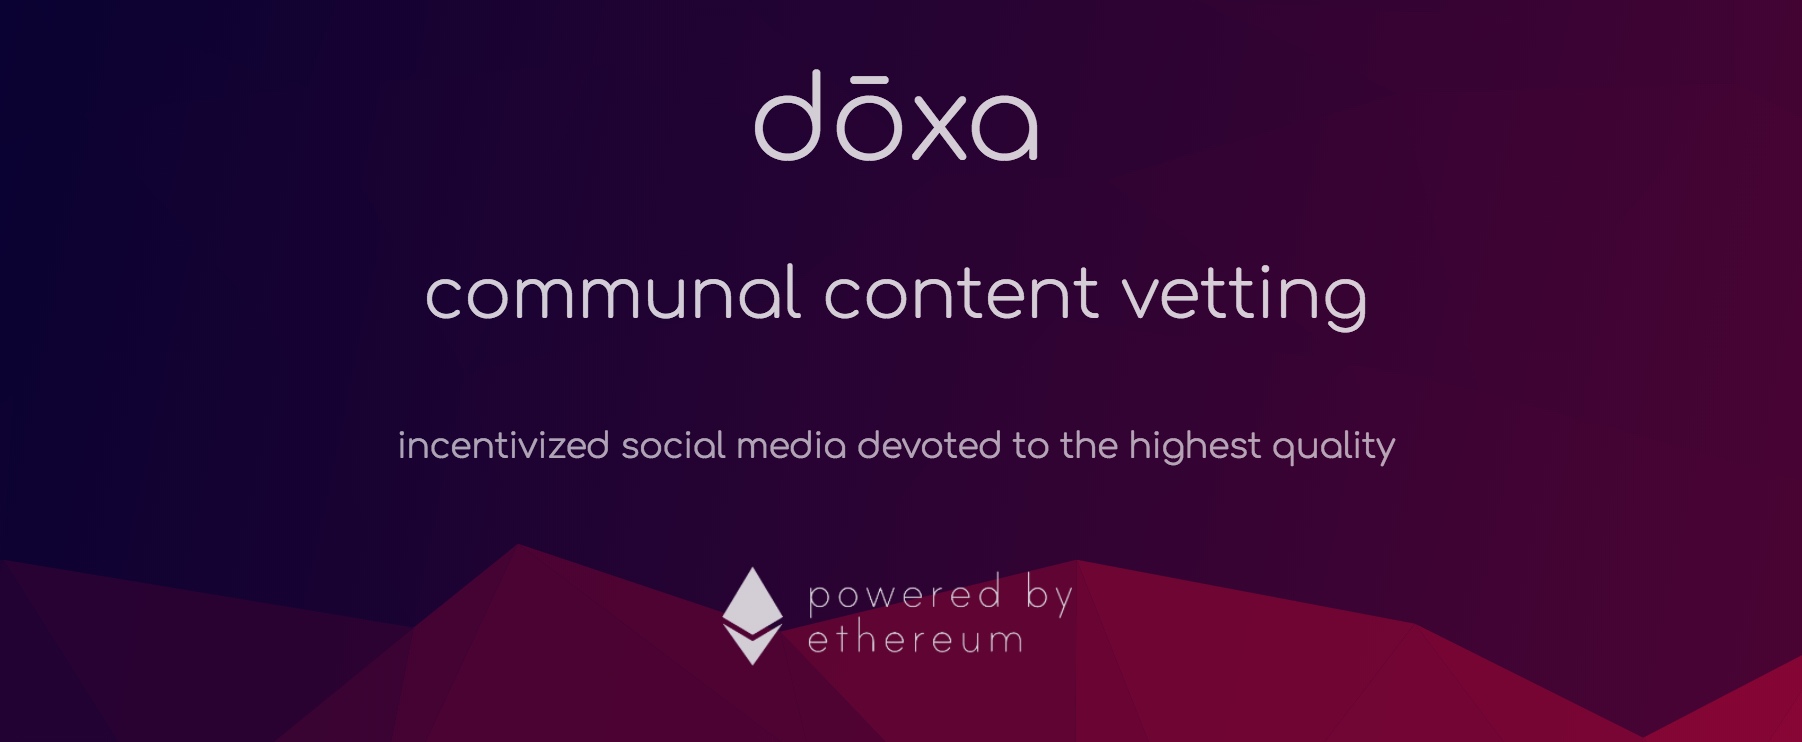 dōxa
communal content vetting
incentivized social media devoted to the highest quality
powered by
ethereum